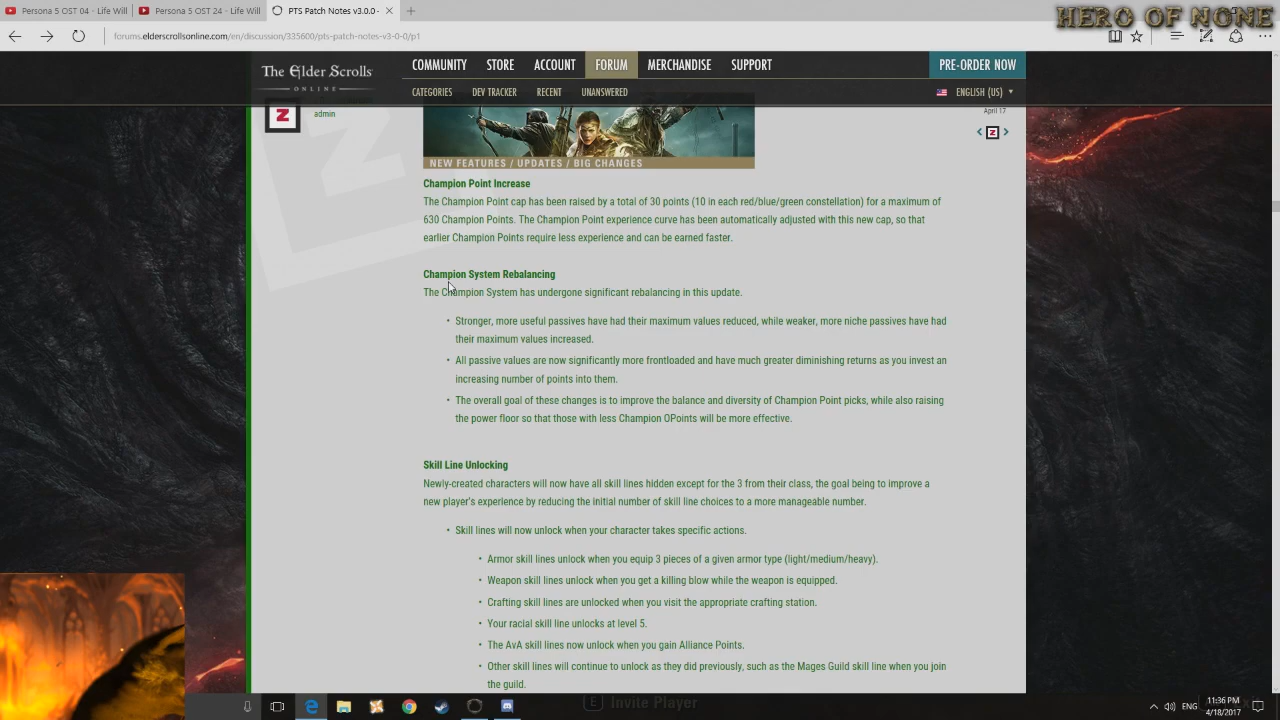 Persona 5 OST 04 - Life Will
Persona 5 OST 24 - Life Will
PTS Patch Notes v3.0.0 -
HERO OF NONE
forums.elderscrollsonline.com/en/discussion/335600/pts-patch-notes-v3-0-0/p1
The Elder Scrolls
ONLINE
COMMUNITY STORE ACCOUNT FORUM MERCHANDISE SUPPORT
PRE-ORDER NOW
CATEGORIES DEV TRACKER RECENT UNANSWERED
ENGLISH (US)
admin
April 17
NEW FEATURES / UPDATES / BIG CHANGES
Champion Point Increase
The Champion Point cap has been raised by a total of 30 points (10 in each red/blue/green constellation) for a maximum of
630 Champion Points. The Champion Point experience curve has been automatically adjusted with this new cap, so that
earlier Champion Points require less experience and can be earned faster.
Champion System Rebalancing
The Champion System has undergone significant rebalancing in this update.
• Stronger, more useful passives have had their maximum values reduced, while weaker, more niche passives have had
their maximum values increased.
• All passive values are now significantly more frontloaded and have much greater diminishing returns as you invest an
increasing number of points into them.
• The overall goal of these changes is to improve the balance and diversity of Champion Point picks, while also raising
the power floor so that those with less Champion OPoints will be more effective.
Skill Line Unlocking
Newly-created characters will now have all skill lines hidden except for the 3 from their class, the goal being to improve a
new player's experience by reducing the initial number of skill line choices to a more manageable number.
• Skill lines will now unlock when your character takes specific actions.
• Armor skill lines unlock when you equip 3 pieces of a given armor type (light/medium/heavy).
• Weapon skill lines unlock when you get a killing blow while the weapon is equipped.
• Crafting skill lines are unlocked when you visit the appropriate crafting station.
• Your racial skill line unlocks at level 5.
• The AvA skill lines now unlock when you gain Alliance Points.
• Other skill lines will continue to unlock as they did previously, such as the Mages Guild skill line when you join
the guild.
E Invite Player
ENG
11:36 PM
4/18/2017